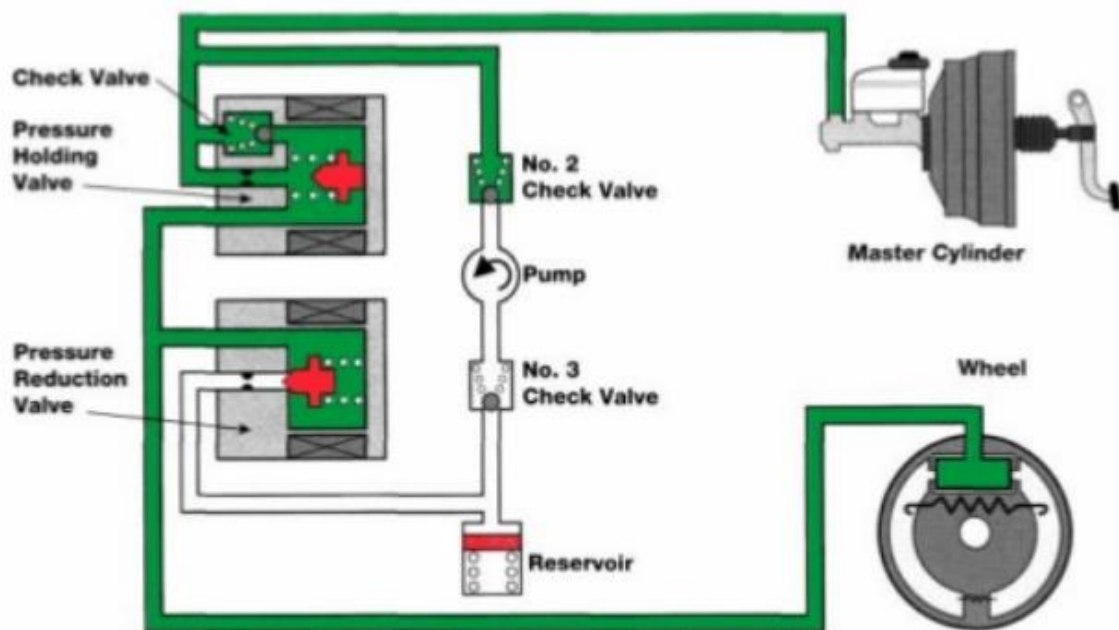 Check Valve
Pressure
Holding
Valve
No. 2
Check Valve
Master Cylinder
Pump
Pressure
Reduction
Valve
No. 3
Check Valve
Wheel
Reservoir